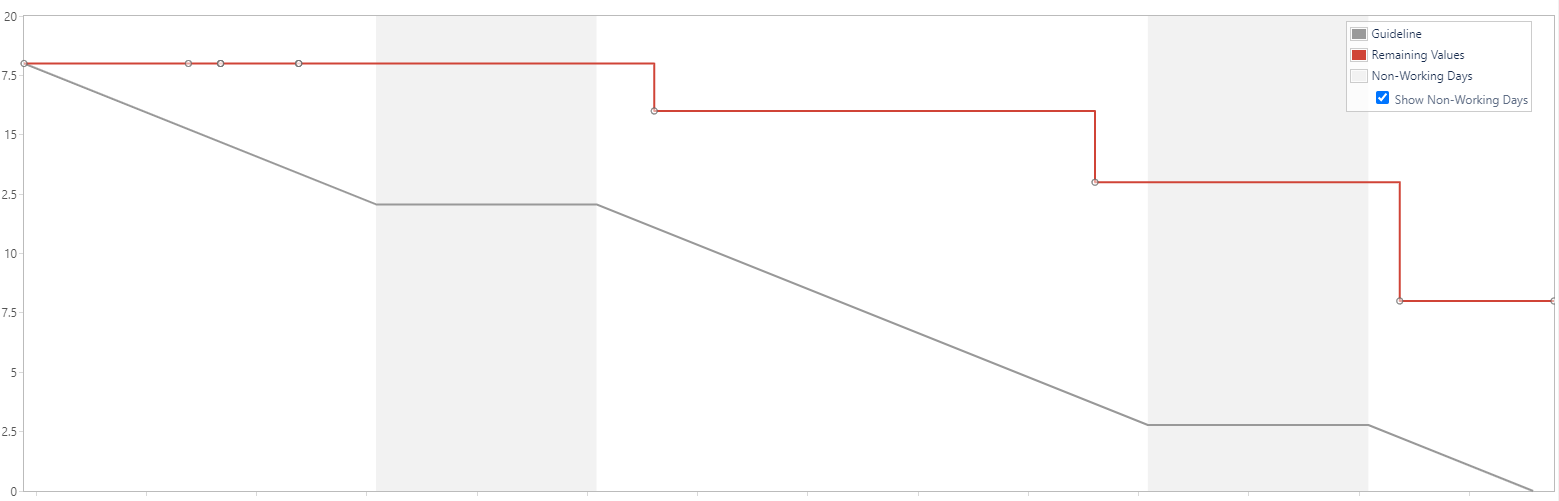 20
7.5
15
2.5
10
7.5
5
2.5
0
Guideline
Remaining Values
Non-Working Days
Show Non-Working Days